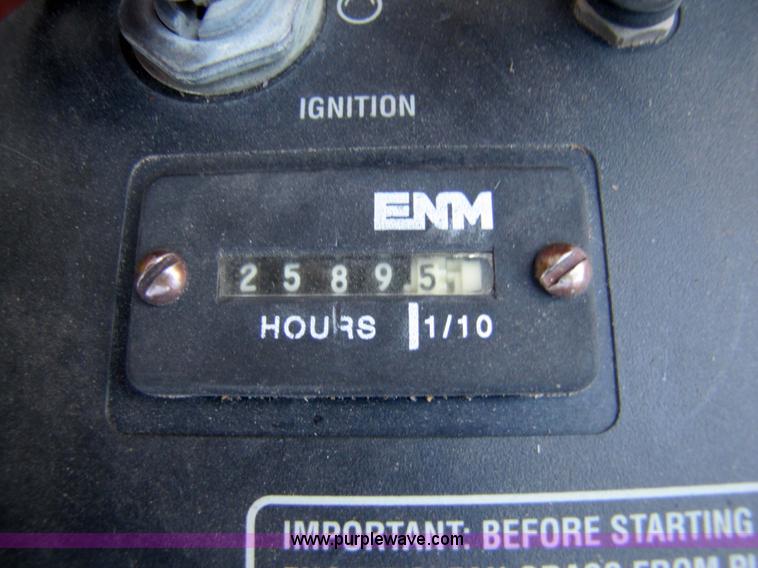 IGNITION
ENM
2 5 8 9 5
HOURS 1/10
IMPORTANT: BEFORE STARTING
www.purplewave.com